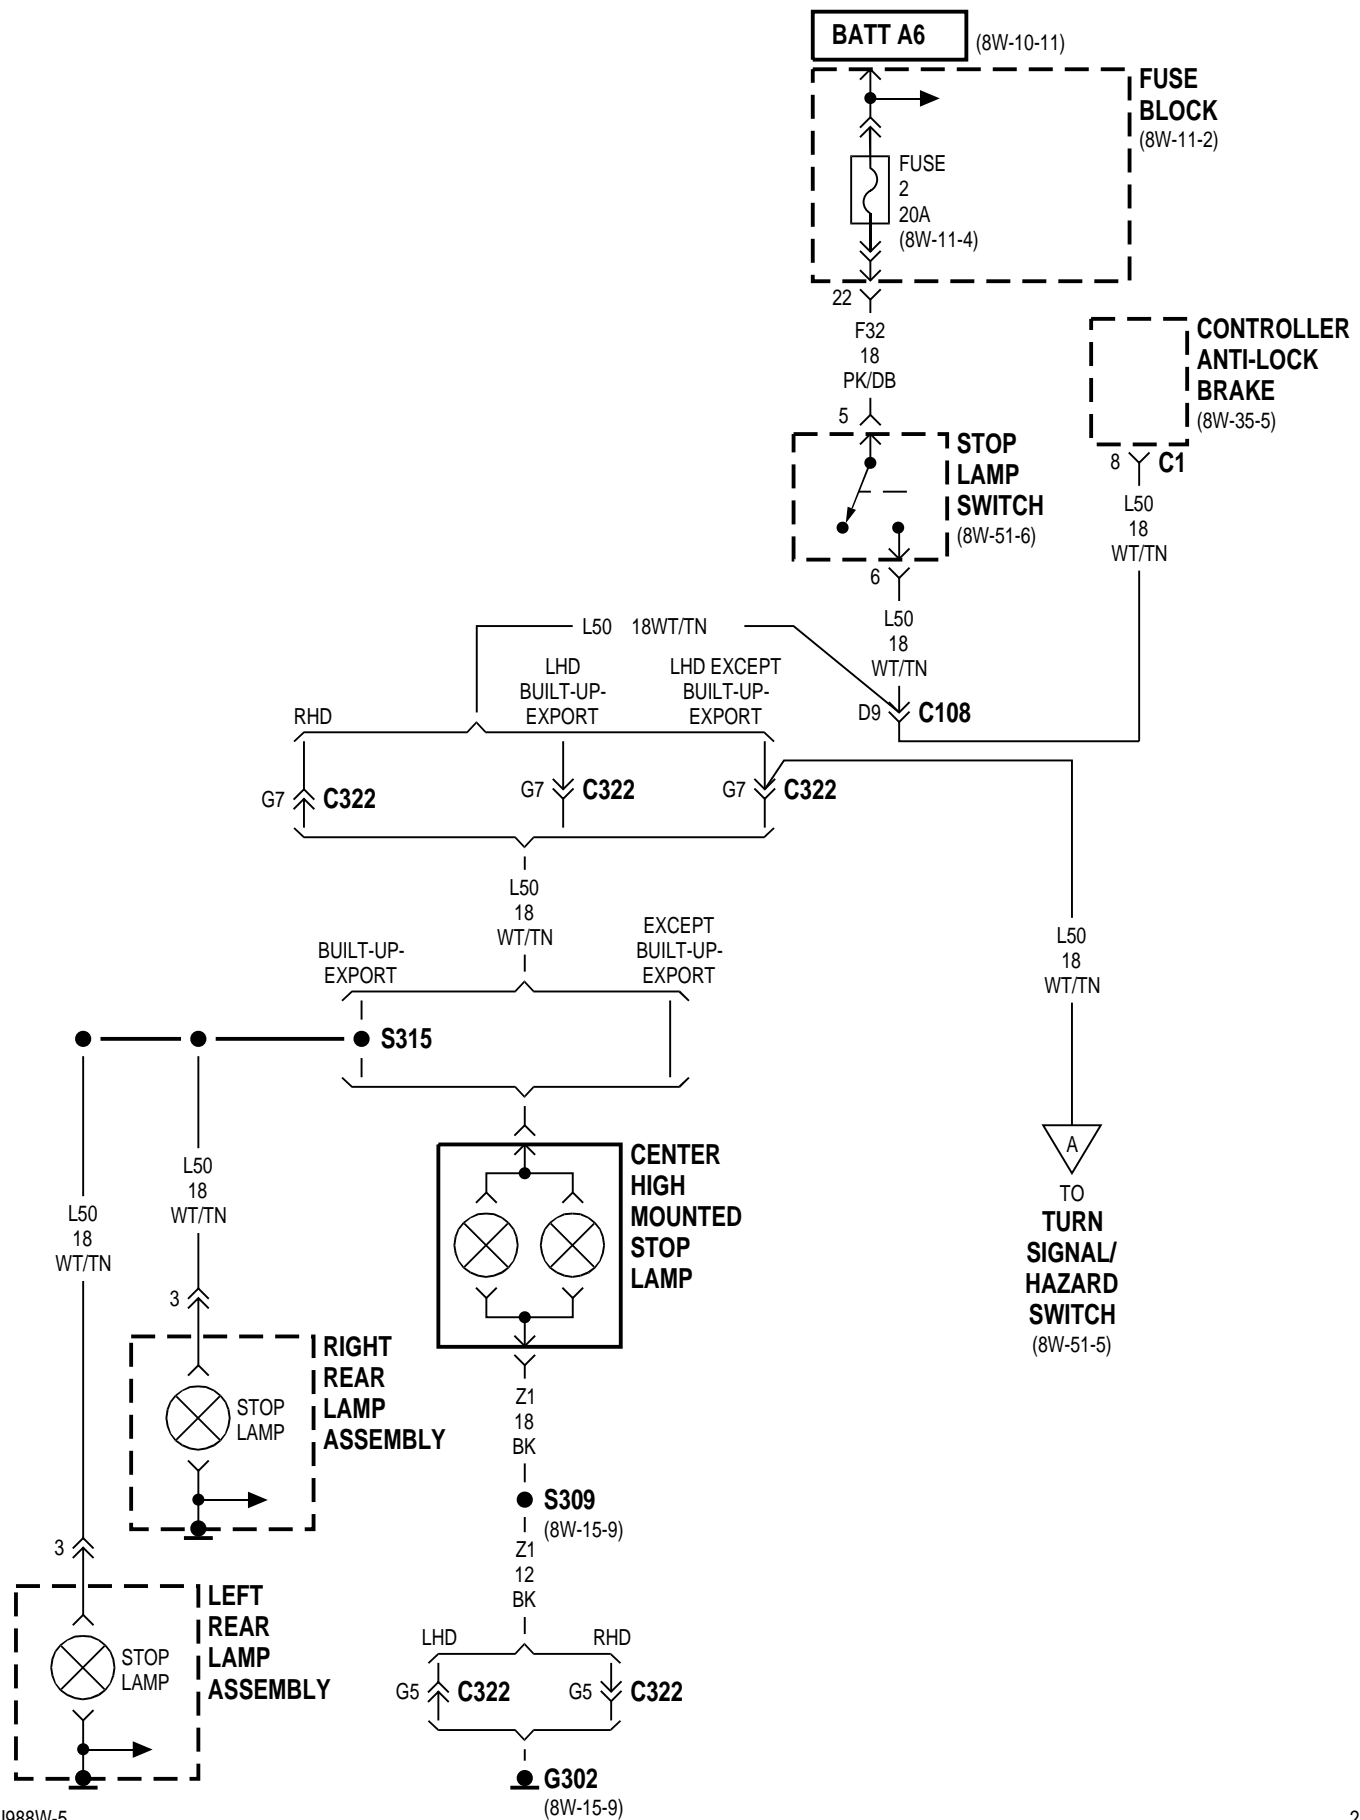 BATT A6
(8W-10-11)
FUSE
BLOCK
(8W-11-2)
FUSE
2
20A
(8W-11-4)
22
F32
18
PK/DB
5
CONTROLLER
ANTI-LOCK
BRAKE
(8W-35-5)
8
C1
L50
18
WT/TN
STOP
LAMP
SWITCH
(8W-51-6)
6
L50
18
WT/TN
L50 18WT/TN
D9
C108
RHD
LHD
BUILT-UP-
EXPORT
LHD EXCEPT
BUILT-UP-
EXPORT
G7
C322
G7
C322
G7
C322
L50
18
WT/TN
BUILT-UP-
EXPORT
EXCEPT
BUILT-UP-
EXPORT
S315
L50
18
WT/TN
A
TO
TURN
SIGNAL/
HAZARD
SWITCH
(8W-51-5)
CENTER
HIGH
MOUNTED
STOP
LAMP
L50
18
WT/TN
L50
18
WT/TN
3
RIGHT
REAR
LAMP
ASSEMBLY
STOP
LAMP
3
LEFT
REAR
LAMP
ASSEMBLY
STOP
LAMP
Z1
18
BK
S309
(8W-15-9)
Z1
12
BK
LHD
RHD
G5
C322
G5
C322
G302
(8W-15-9)
J988W-5
2